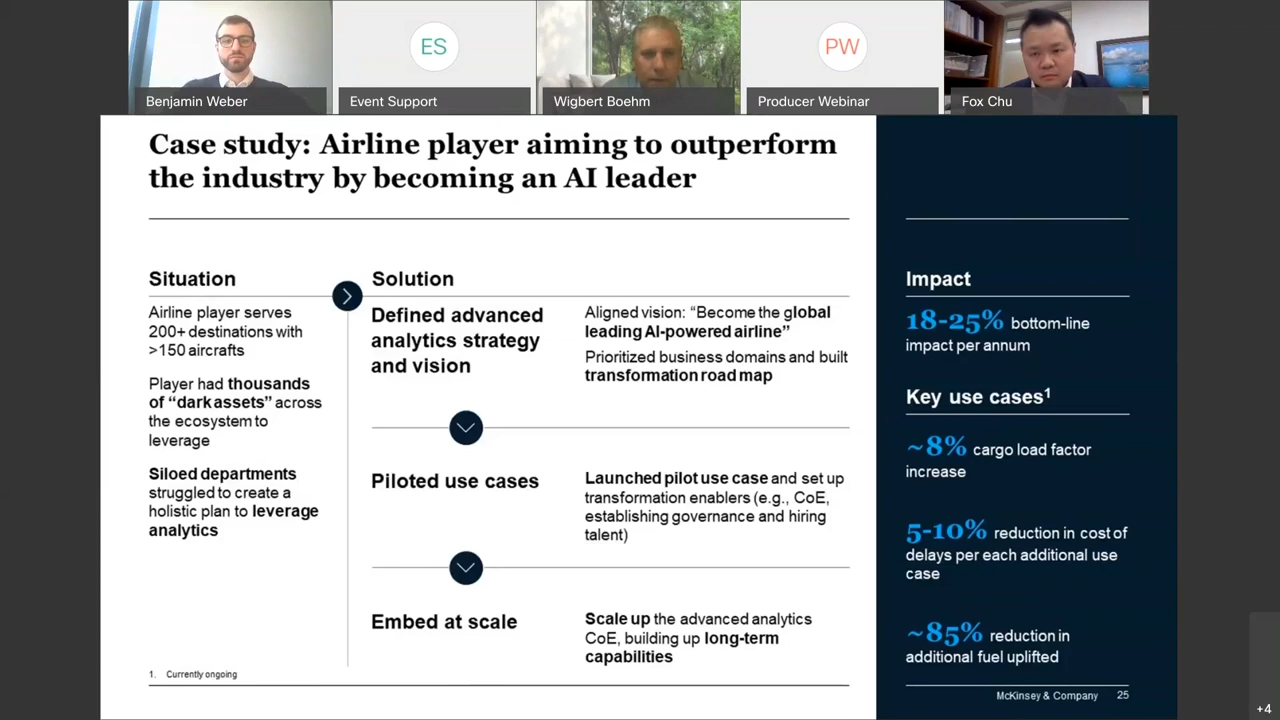 Benjamin Weber
ES
Event Support
Wigbert Boehm
PW
Producer Webinar
Fox Chu
Case study: Airline player aiming to outperform
the industry by becoming an AI leader
Situation
Airline player serves
200+ destinations with
>150 aircrafts
Player had thousands
of “dark assets” across
the ecosystem to
leverage
Siloed departments
struggled to create a
holistic plan to leverage
analytics
Solution
Defined advanced
analytics strategy
and vision
Aligned vision: “Become the global
leading AI-powered airline”
Prioritized business domains and built
transformation road map
Piloted use cases
Launched pilot use case and set up
transformation enablers (e.g., CoE,
establishing governance and hiring
talent)
Embed at scale
Scale up the advanced analytics
CoE, building up long-term
capabilities
Impact
18-25% bottom-line
impact per annum
Key use cases1
~8% cargo load factor
increase
5-10% reduction in cost of
delays per each additional use
case
~85% reduction in
additional fuel uplifted
1. Currently ongoing
McKinsey & Company 25
+4